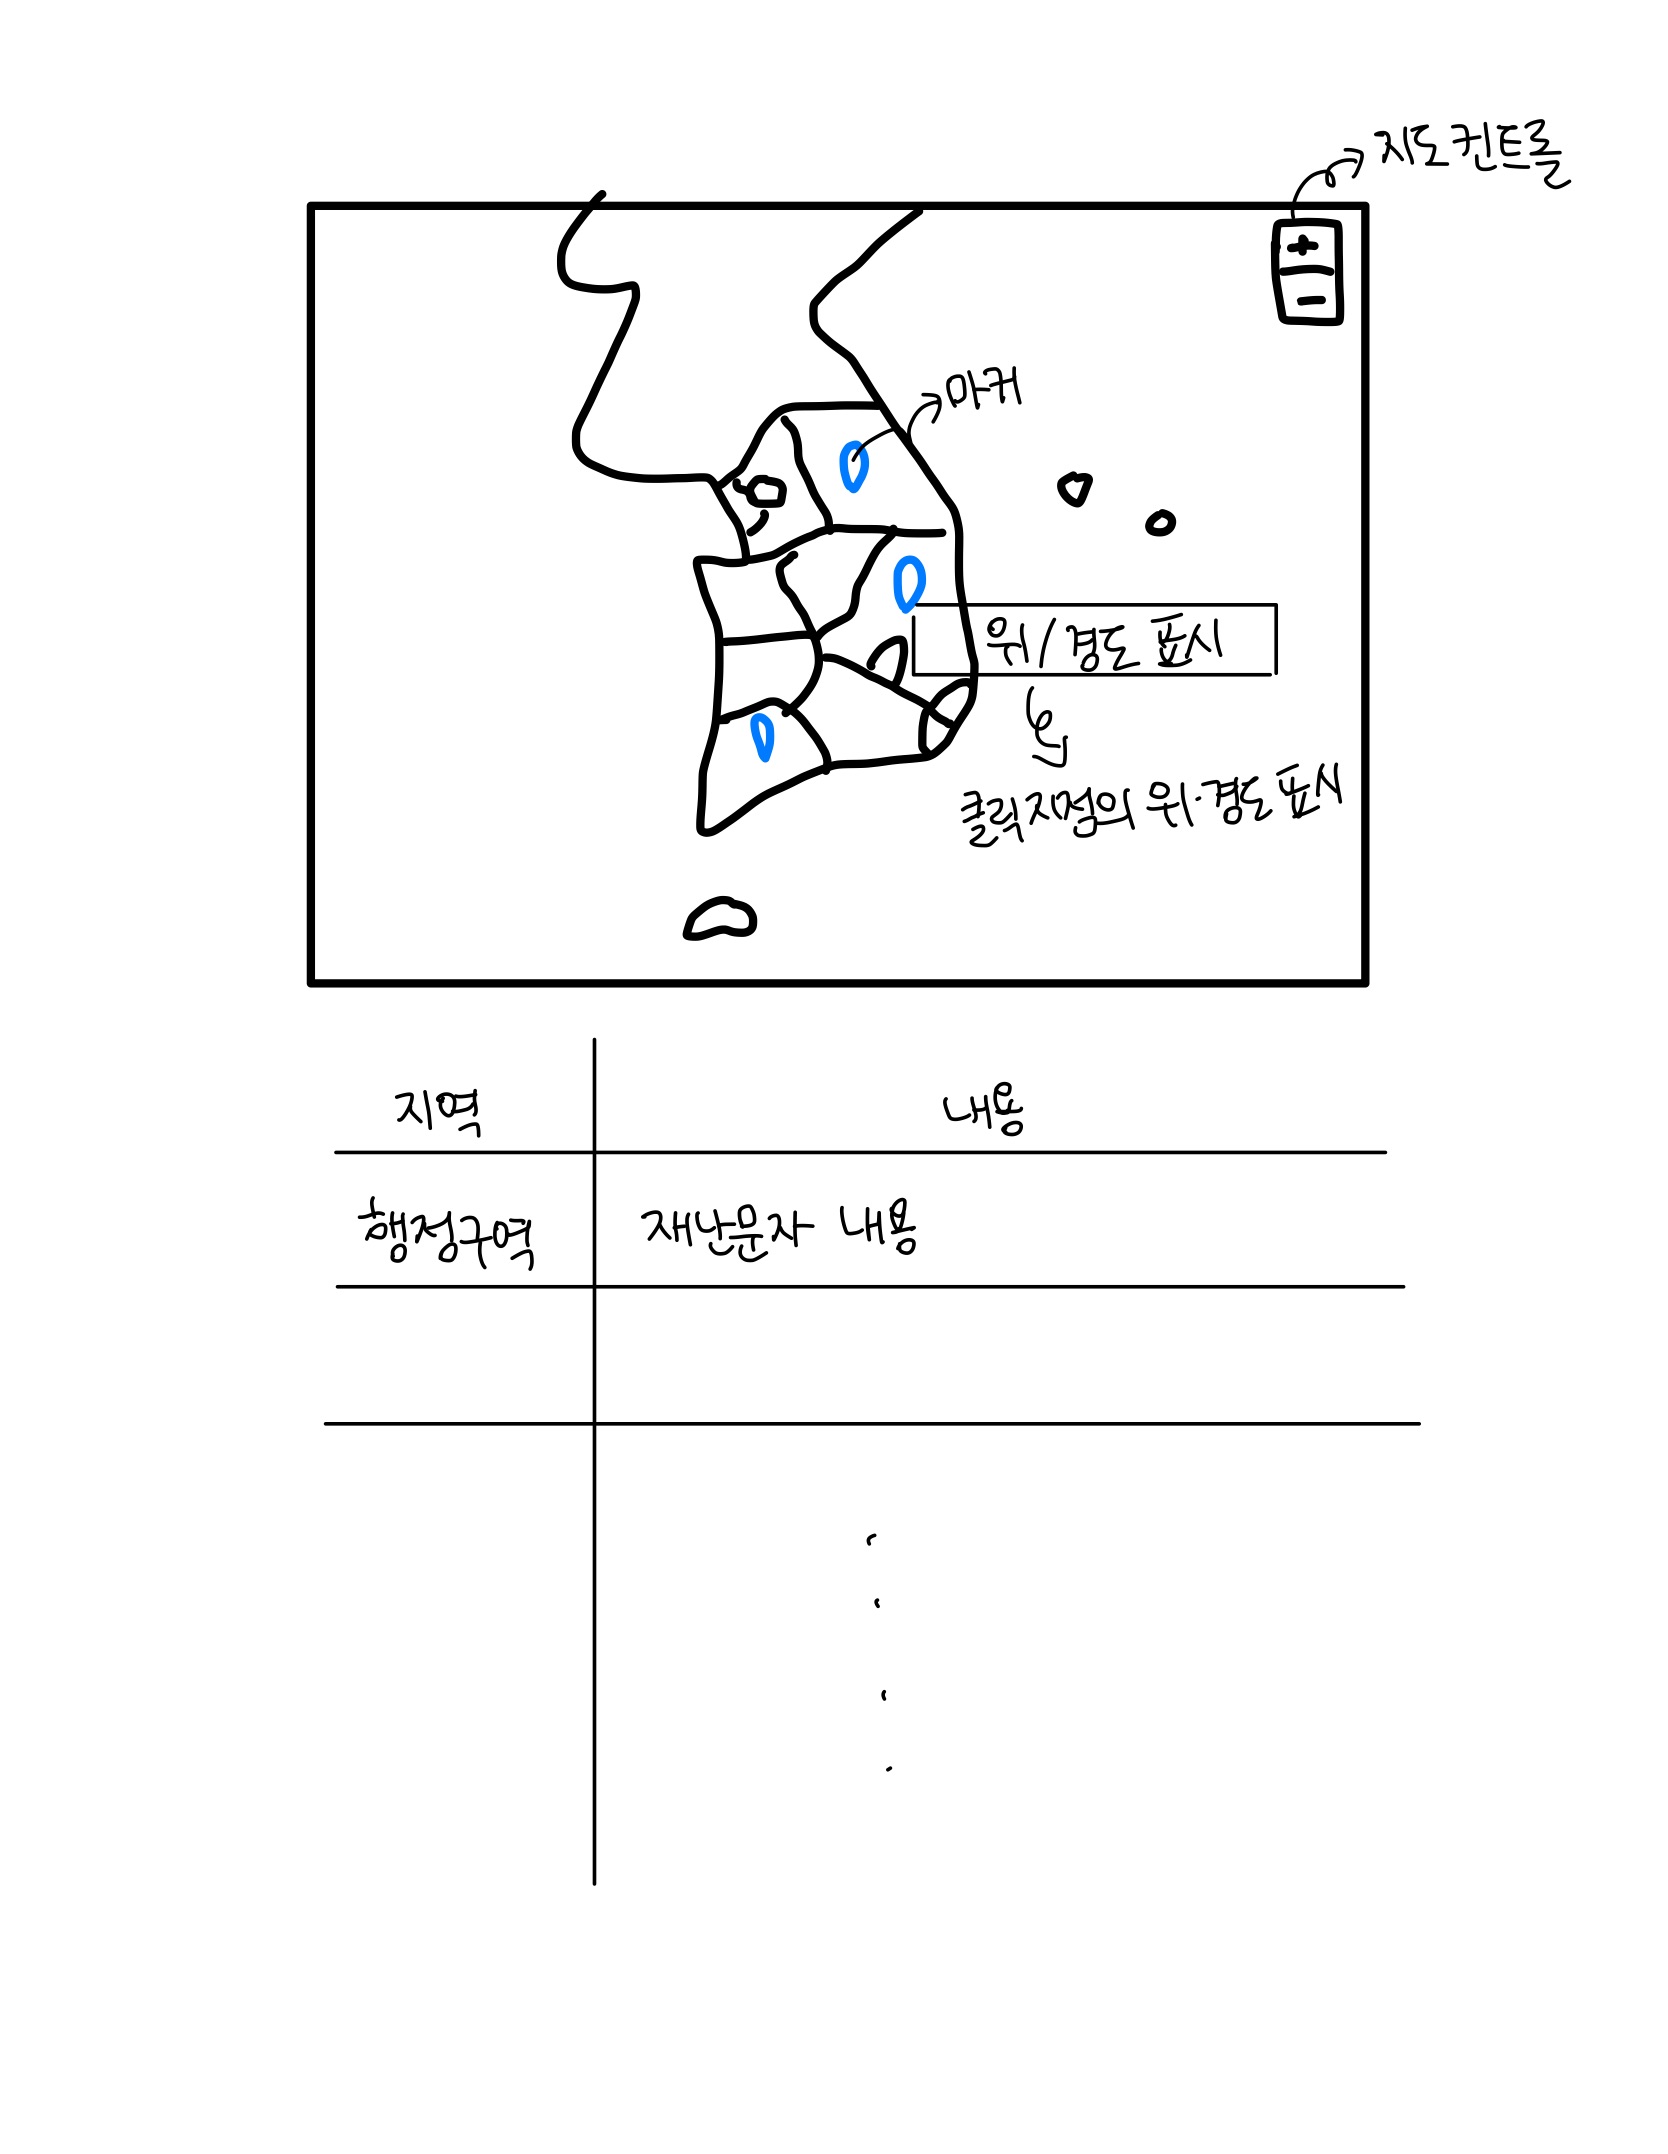 지도 컨트롤
+
-
마커
위/경도 표시
클릭지점의 위·경도 표시
지역 내용
행정구역 재난문자 내용